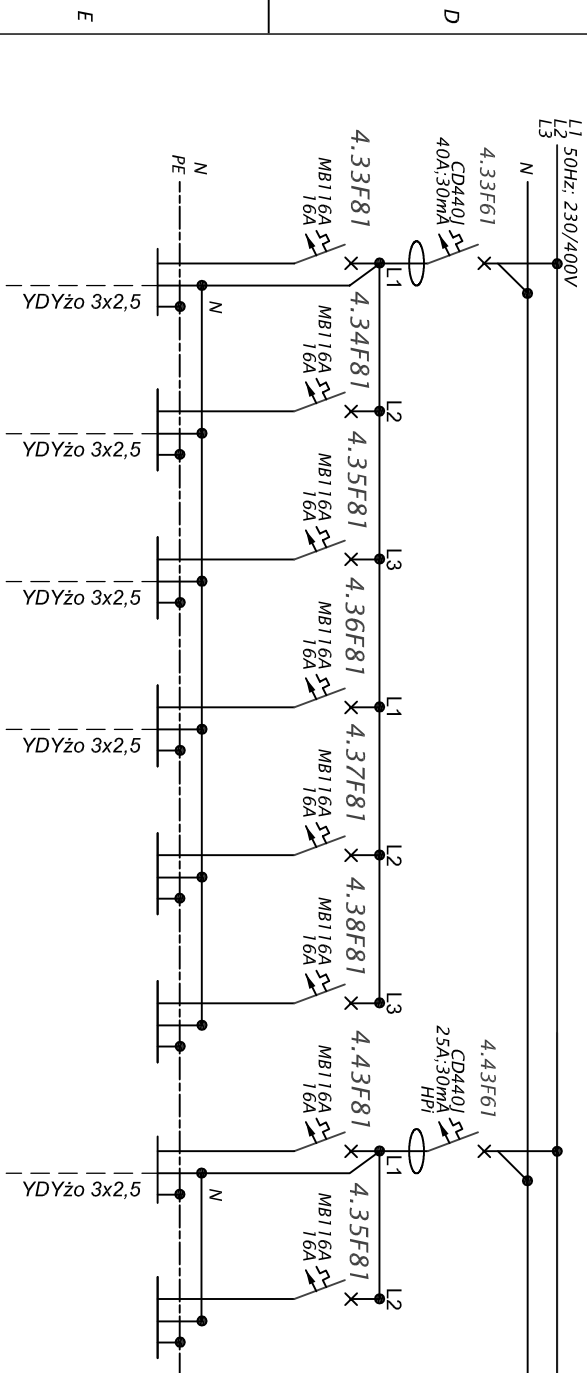 E
D
L1
L2
L3
50Hz; 230/400V
N
4.33F61
CD440J
40A;30mA
4.33F81
MB116A
16A
L1
N
PE
N
YDYżo 3x2,5
4.34F81
MB116A
16A
L2
YDYżo 3x2,5
4.35F81
MB116A
16A
L3
YDYżo 3x2,5
4.36F81
MB116A
16A
L1
YDYżo 3x2,5
4.37F81
MB116A
16A
L2
4.38F81
MB116A
16A
L3
4.43F61
CD440J
25A;30mA
HPi
4.43F81
MB116A
16A
L1
N
YDYżo 3x2,5
4.35F81
MB116A
16A
L2